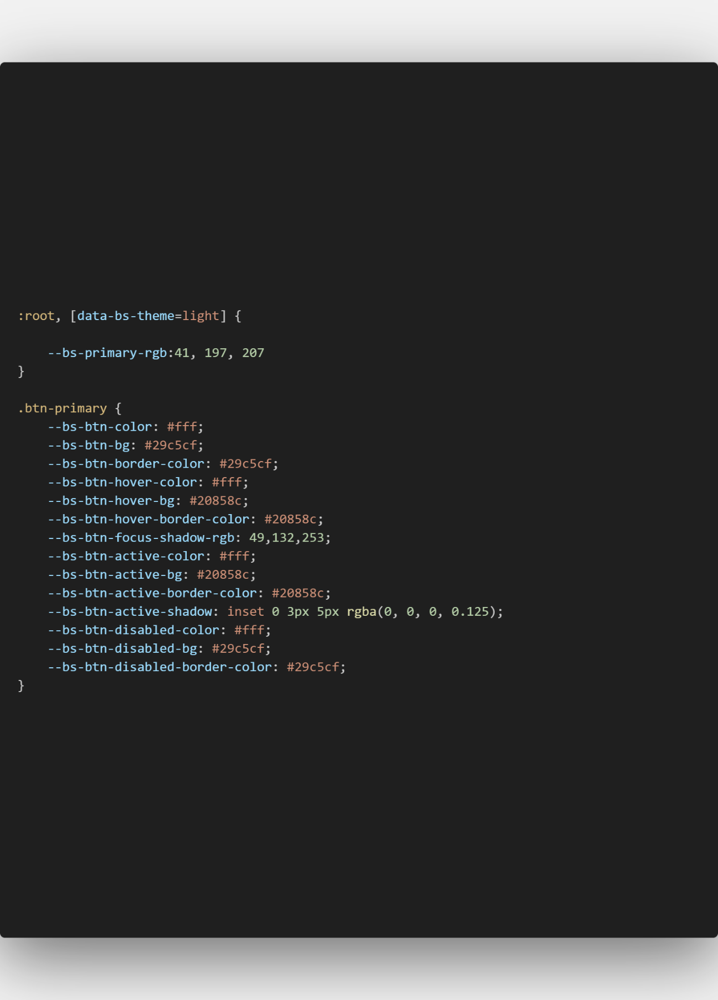 :root, [data-bs-theme=light] {
--bs-primary-rgb:41, 197, 207
}
.btn-primary {
--bs-btn-color: #fff;
--bs-btn-bg: #29c5cf;
--bs-btn-border-color: #29c5cf;
--bs-btn-hover-color: #fff;
--bs-btn-hover-bg: #20858c;
--bs-btn-hover-border-color: #20858c;
--bs-btn-focus-shadow-rgb: 49,132,253;
--bs-btn-active-color: #fff;
--bs-btn-active-bg: #20858c;
--bs-btn-active-border-color: #20858c;
--bs-btn-active-shadow: inset 0 3px 5px rgba(0, 0, 0, 0.125);
--bs-btn-disabled-color: #fff;
--bs-btn-disabled-bg: #29c5cf;
--bs-btn-disabled-border-color: #29c5cf;
}